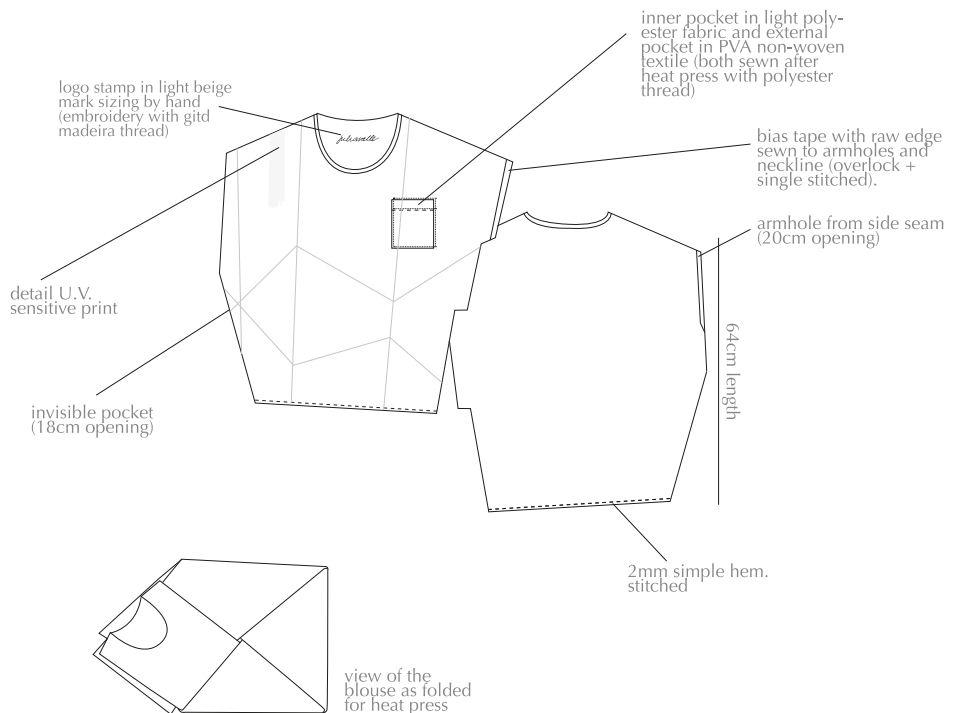 inner pocket in light poly-
ester fabric and external
pocket in PVA non-woven
textile (both sewn after
heat press with polyester
thread)
logo stamp in light beige
mark sizing by hand
(embroidery with gitd
madeira thread)
juliavalle
bias tape with raw edge
sewn to armholes and
neckline (overlock +
single stitched).
armhole from side seam
(20cm opening)
detail U.V.
sensitive print
64cm length
invisible pocket
(18cm opening)
2mm simple hem.
stitched
view of the
blouse as folded
for heat press